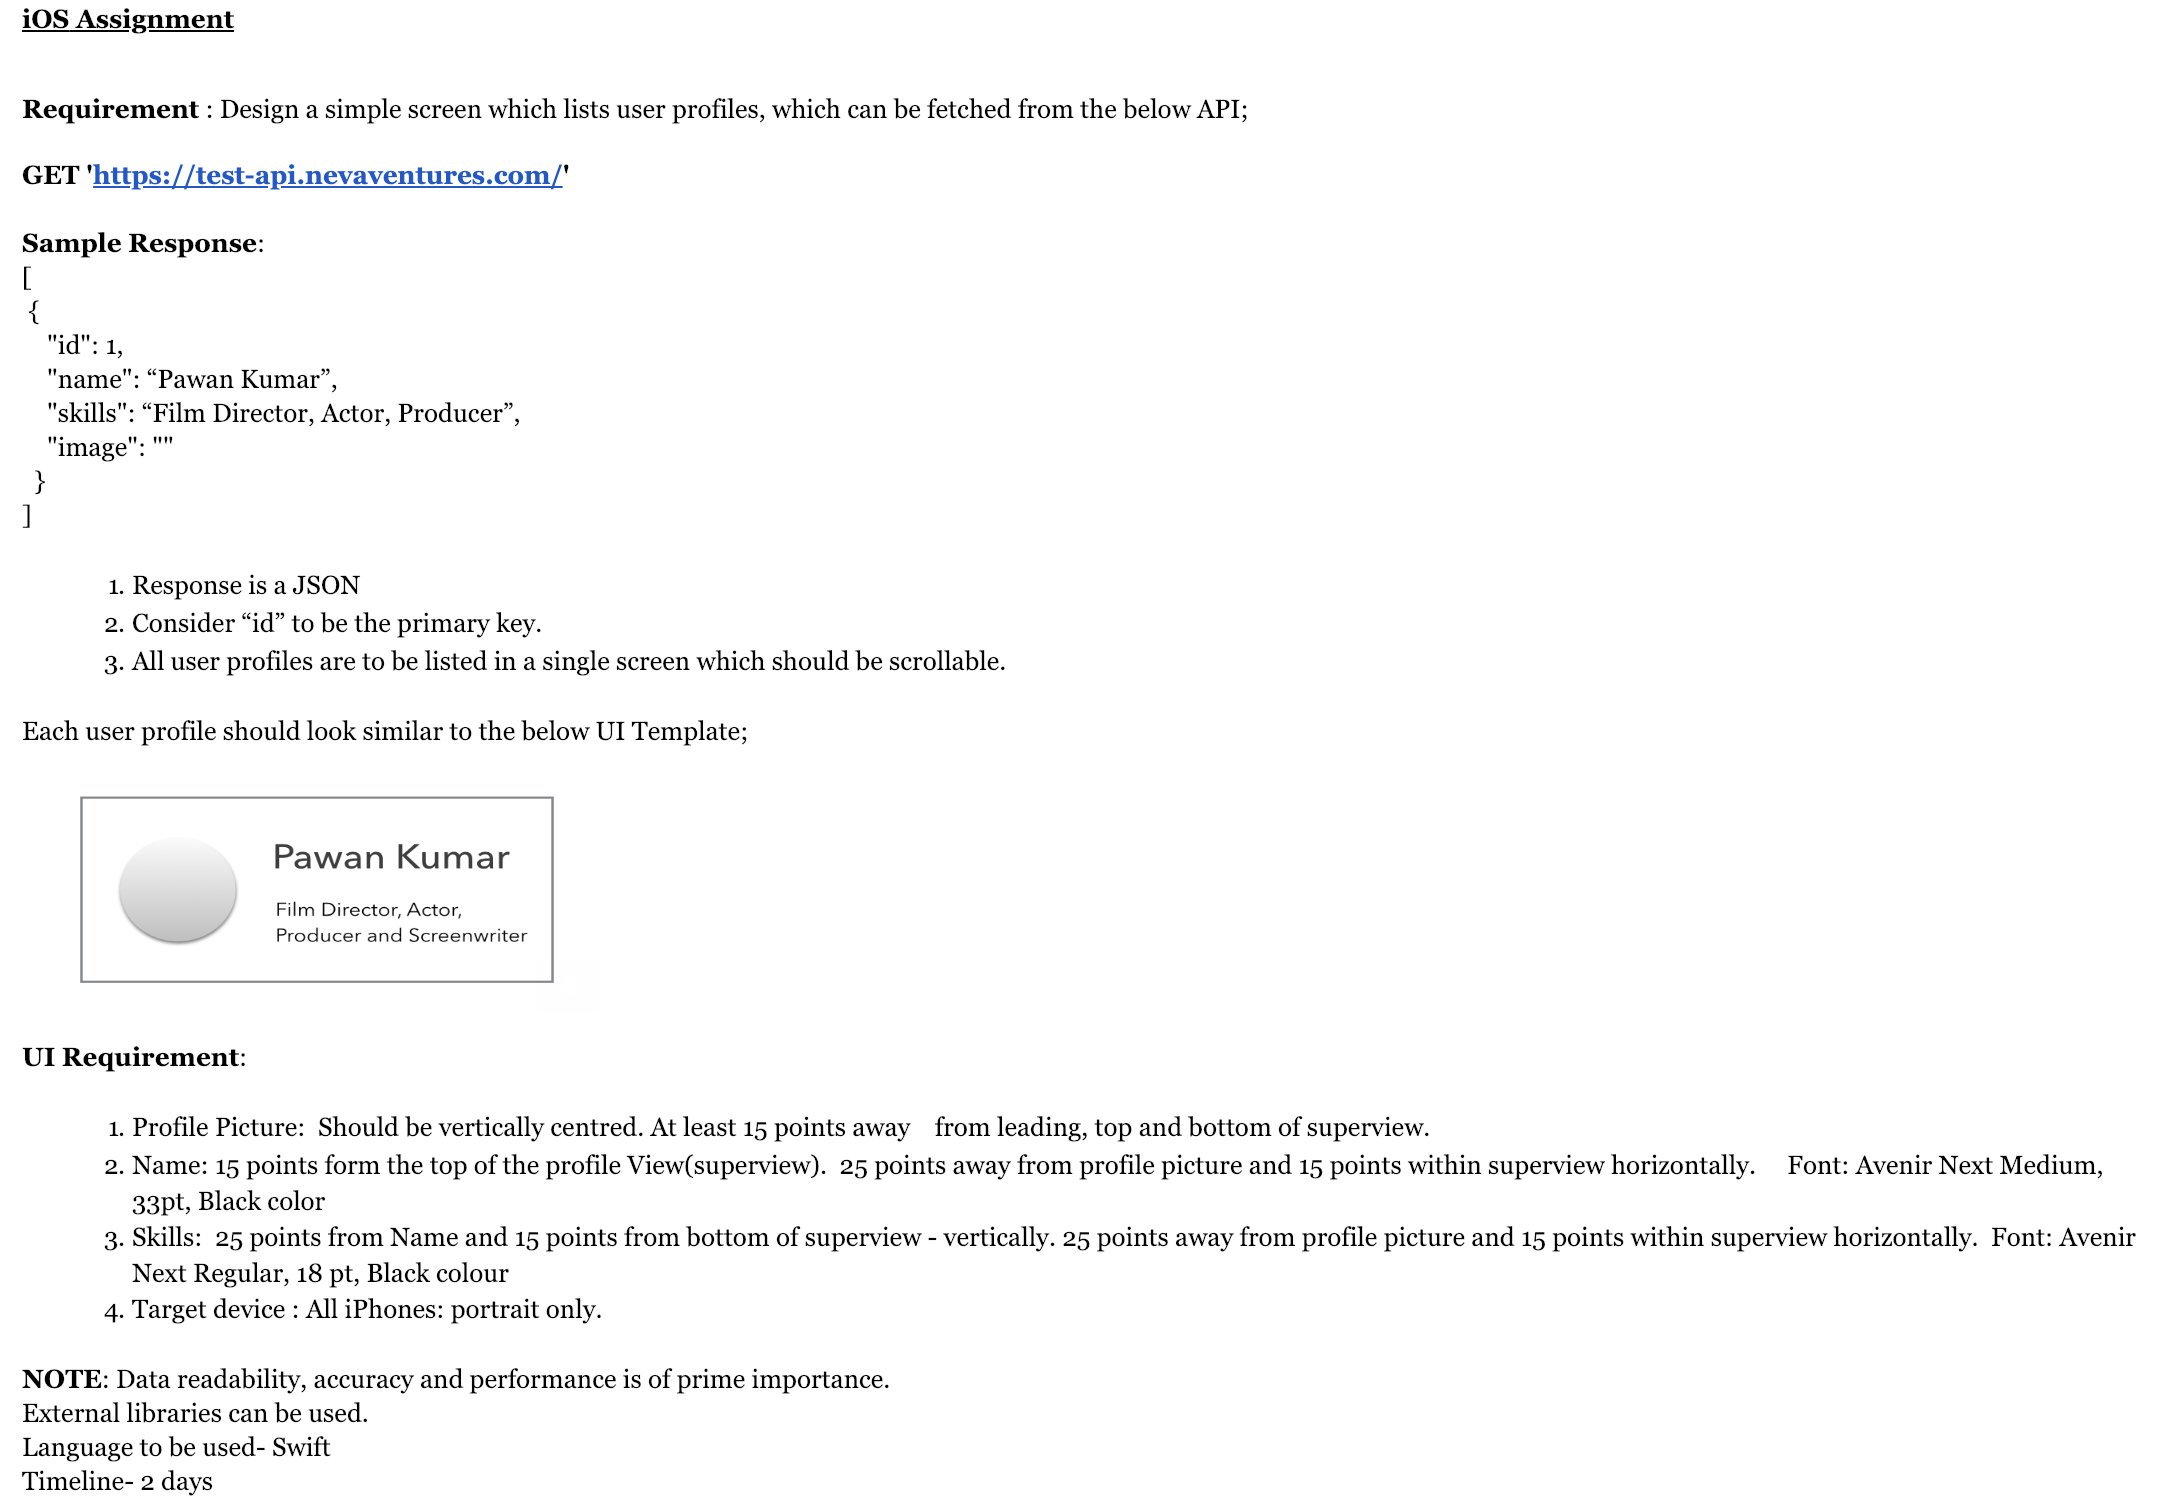 iOS Assignment
Requirement : Design a simple screen which lists user profiles, which can be fetched from the below API;
GET 'https://test-api.nevaventures.com/'
Sample Response:
[
{
"id": 1,
"name": “Pawan Kumar”,
"skills": “Film Director, Actor, Producer”,
"image": ""
}
]
1. Response is a JSON
2. Consider “id” to be the primary key.
3. All user profiles are to be listed in a single screen which should be scrollable.
Each user profile should look similar to the below UI Template;
Pawan Kumar
Film Director, Actor,
Producer and Screenwriter
UI Requirement:
1. Profile Picture: Should be vertically centred. At least 15 points away from leading, top and bottom of superview.
2. Name: 15 points form the top of the profile View(superview). 25 points away from profile picture and 15 points within superview horizontally. Font: Avenir Next Medium,
33pt, Black color
3. Skills: 25 points from Name and 15 points from bottom of superview - vertically. 25 points away from profile picture and 15 points within superview horizontally. Font: Avenir
Next Regular, 18 pt, Black colour
4. Target device : All iPhones: portrait only.
NOTE: Data readability, accuracy and performance is of prime importance.
External libraries can be used.
Language to be used- Swift
Timeline- 2 days